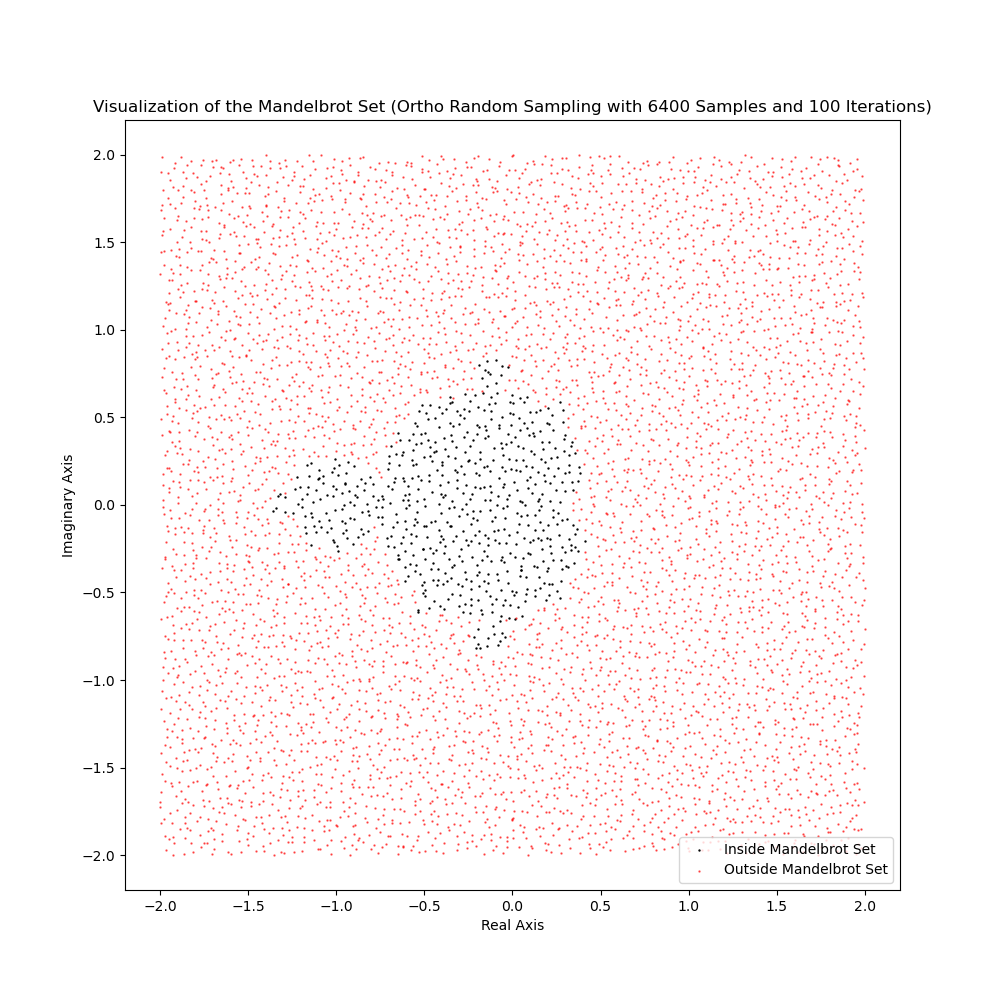 Visualization of the Mandelbrot Set (Ortho Random Sampling with 6400 Samples and 100 Iterations)
2.0
1.5
1.0
0.5
0.0
−0.5
−1.0
−1.5
−2.0
Imaginary Axis
Inside Mandelbrot Set
Outside Mandelbrot Set
−2.0 −1.5 −1.0 −0.5 0.0 0.5 1.0 1.5 2.0
Real Axis